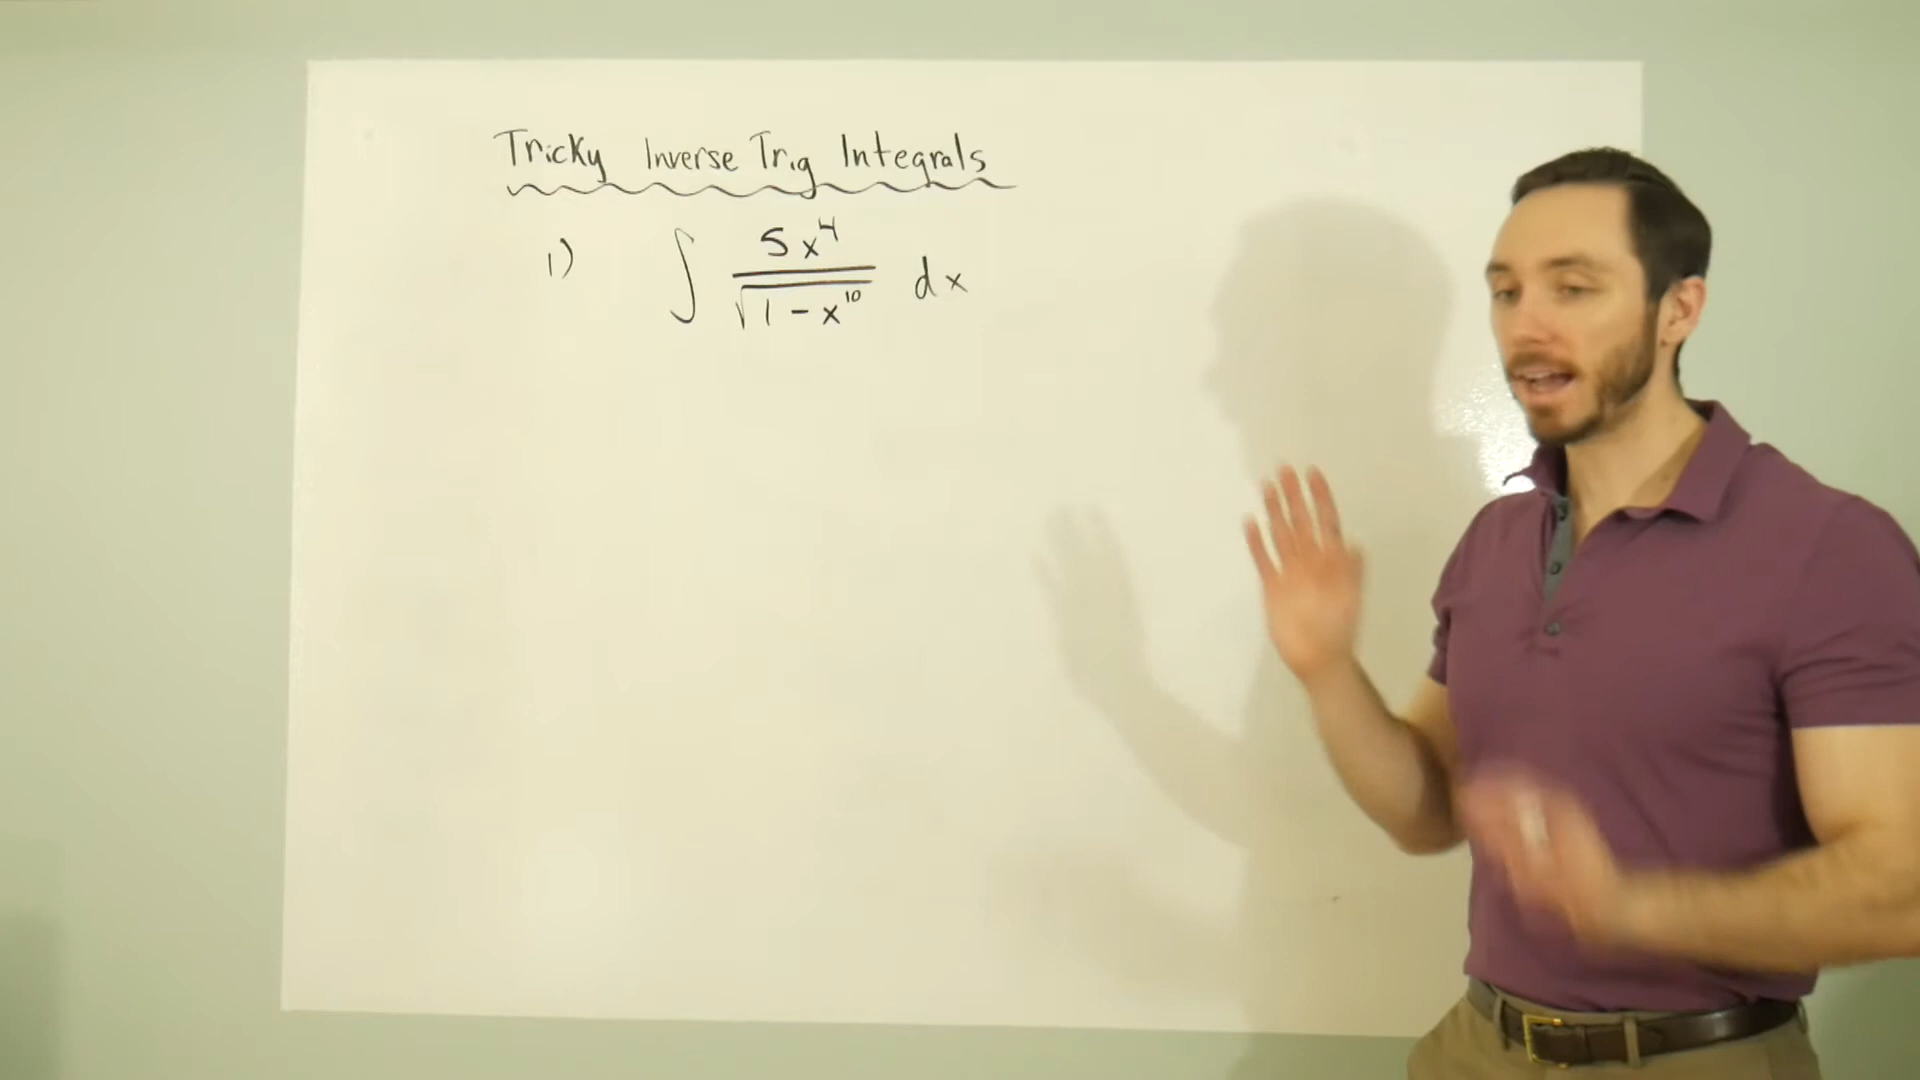 Tricky Inverse Trig Integrals
1) ∫ 5x⁴ / √(1 - x¹⁰) dx